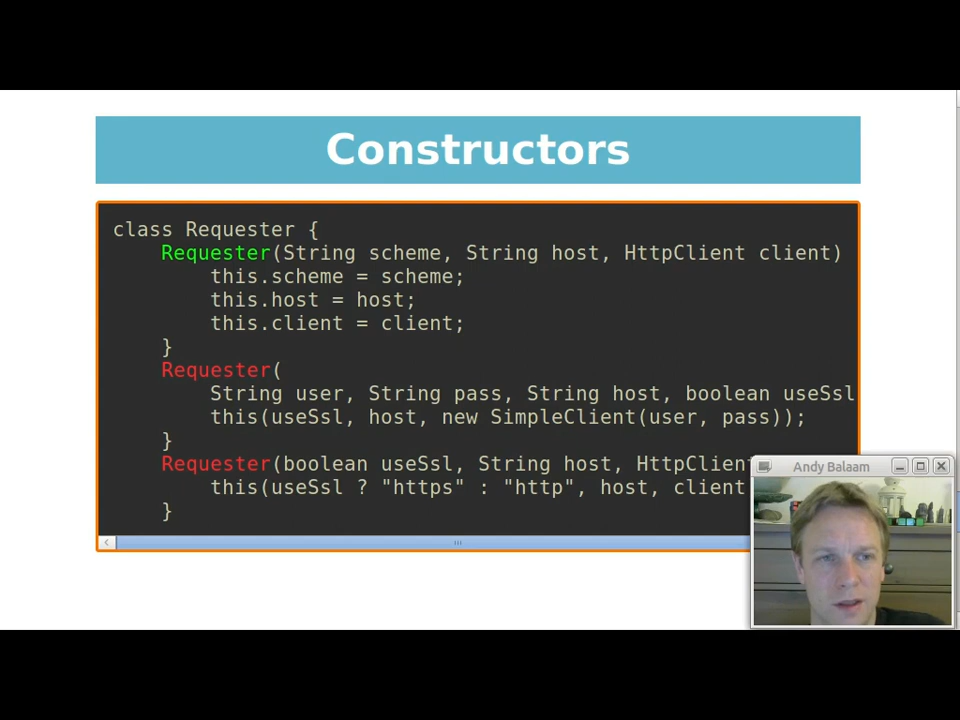 Constructors
class Requester {
Requester(String scheme, String host, HttpClient client)
this.scheme = scheme;
this.host = host;
this.client = client;
}
Requester(
String user, String pass, String host, boolean useSsl
this(useSsl, host, new SimpleClient(user, pass));
}
Requester(boolean useSsl, String host, HttpClient
this(useSsl ? "https" : "http", host, client
}
Andy Balaam